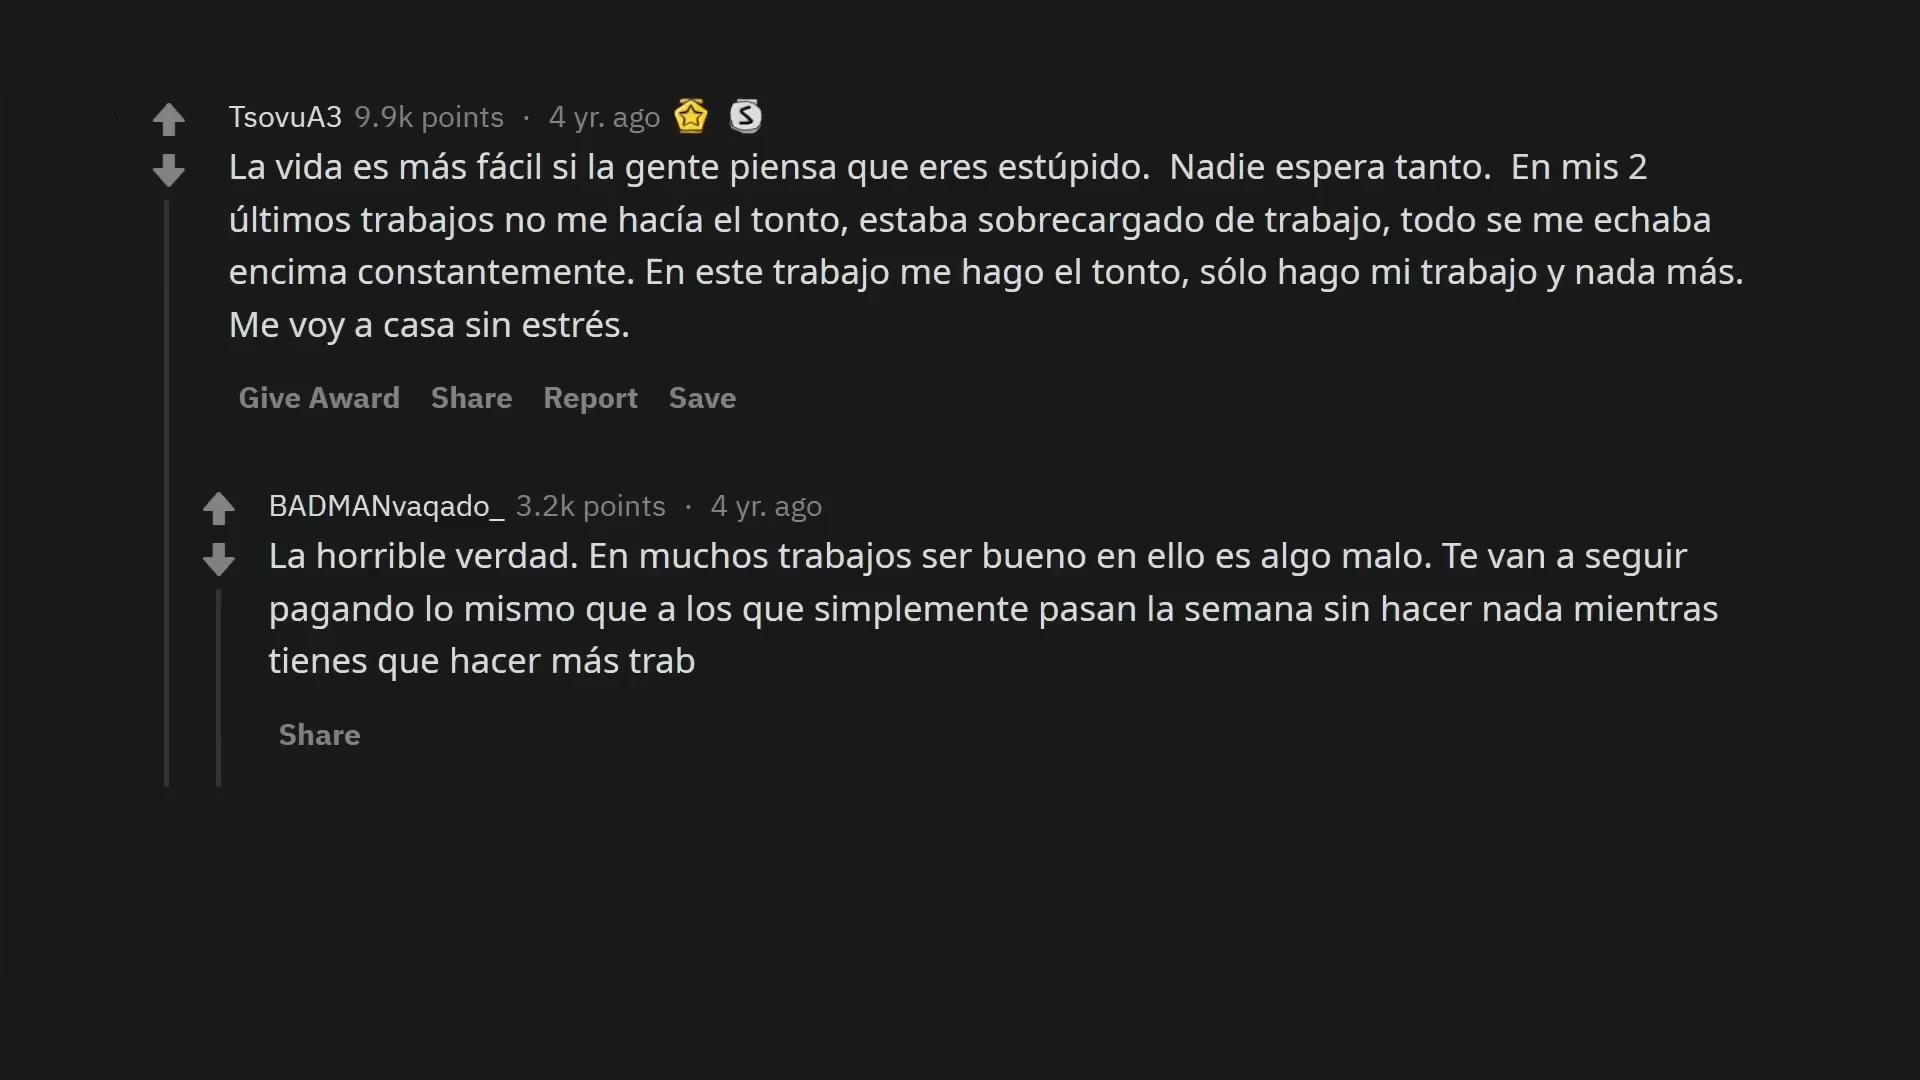 TsovuA3 9.9k points · 4 yr. ago
La vida es más fácil si la gente piensa que eres estúpido.  Nadie espera tanto.  En mis 2
últimos trabajos no me hacía el tonto, estaba sobrecargado de trabajo, todo se me echaba
encima constantemente. En este trabajo me hago el tonto, sólo hago mi trabajo y nada más.
Me voy a casa sin estrés.
Give Award Share Report Save
BADMANvaqado_ 3.2k points · 4 yr. ago
La horrible verdad. En muchos trabajos ser bueno en ello es algo malo. Te van a seguir
pagando lo mismo que a los que simplemente pasan la semana sin hacer nada mientras
tienes que hacer más trab
Share